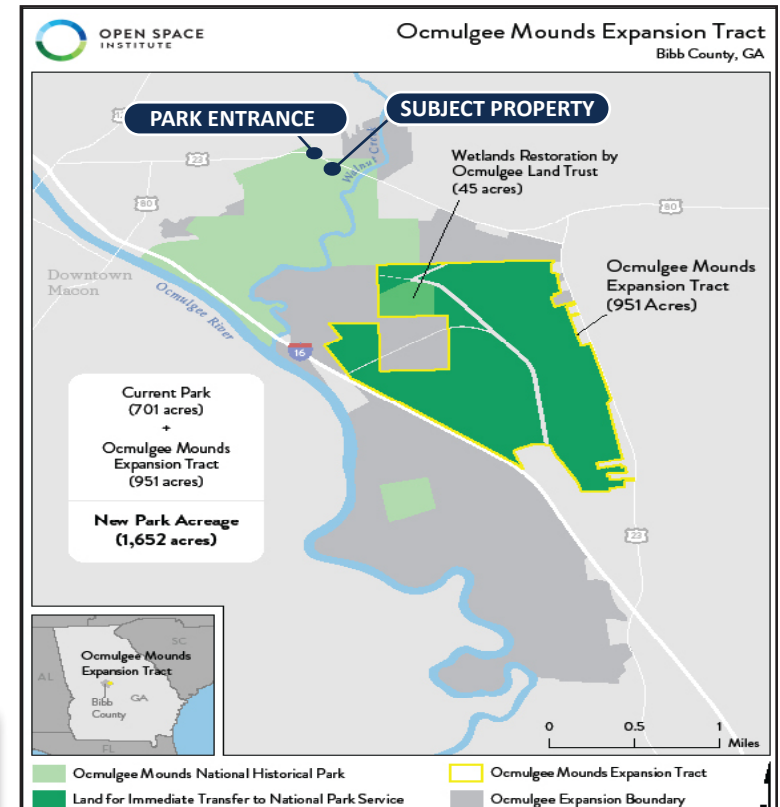 OPEN SPACE
INSTITUTE
Ocmulgee Mounds Expansion Tract
Bibb County, GA
PARK ENTRANCE
SUBJECT PROPERTY
23
Walnut Creek
Wetlands Restoration by
Ocmulgee Land Trust
(45 acres)
80
80
Downtown
Macon
Ocmulgee River
Ocmulgee Mounds
Expansion Tract
(951 Acres)
16
Current Park
(701 acres)
+
Ocmulgee Mounds
Expansion Tract
(951 acres)
New Park Acreage
(1,652 acres)
23
SC
Ocmulgee Mounds
Expansion Tract
AL
Bibb
County
GA
FL
0 0.5 1
Miles
Ocmulgee Mounds National Historical Park
Ocmulgee Mounds Expansion Tract
Land for Immediate Transfer to National Park Service
Ocmulgee Expansion Boundary